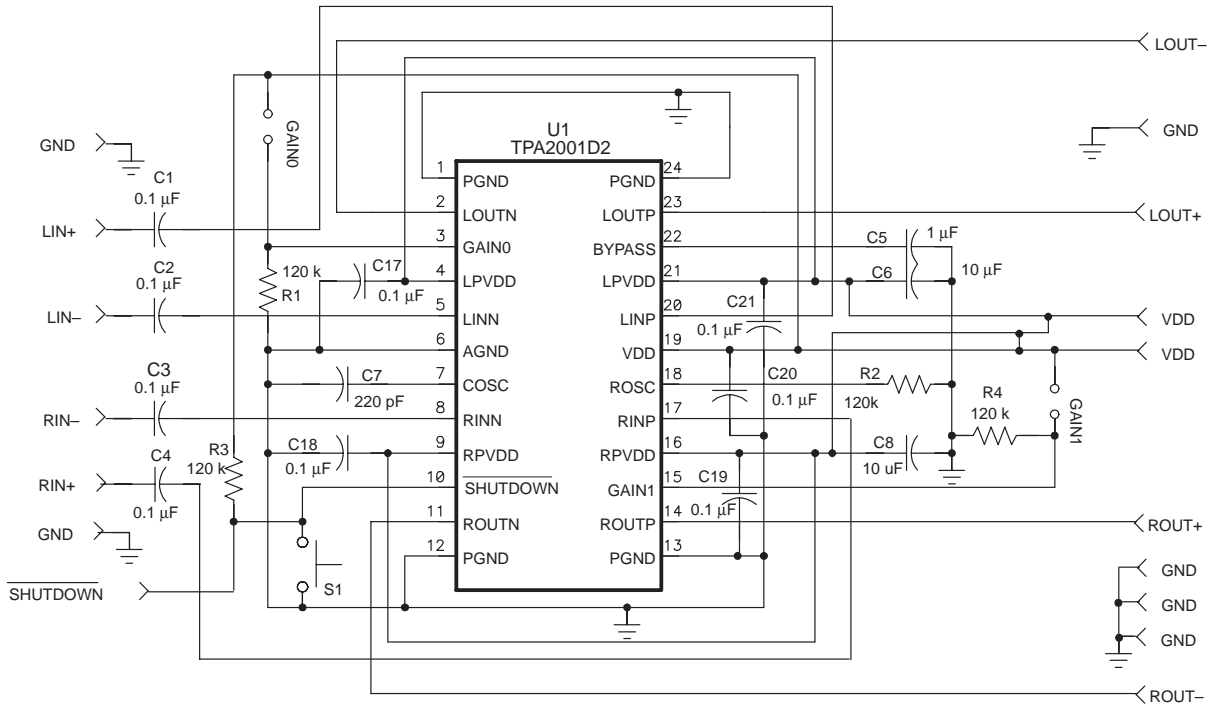 LOUT–
GND
GAIN0
U1
TPA2001D2
GND
C1
0.1 µF
1 PGND
PGND 24
LIN+
2 LOUTN
LOUTP 23
LOUT+
3 GAIN0
BYPASS 22
C5
1 µF
C2
0.1 µF
120 k
R1
C17
0.1 µF
4 LPVDD
LPVDD 21
C6
10 µF
LIN–
5 LINN
LINP 20
C21
0.1 µF
VDD
6 AGND
VDD 19
VDD
C3
0.1 µF
C7
220 pF
7 COSC
ROSC 18
C20
0.1 µF
R2
120k
R4
120 k
GAIN1
RIN–
8 RINN
RINP 17
R3
120 k
C18
0.1 µF
9 RPVDD
RPVDD 16
C8
10 uF
C4
0.1 µF
RIN+
10 SHUTDOWN
GAIN1 15
C19
0.1 µF
GND
11 ROUTN
ROUTP 14
ROUT+
12 PGND
PGND 13
GND
SHUTDOWN
S1
GND
GND
ROUT–